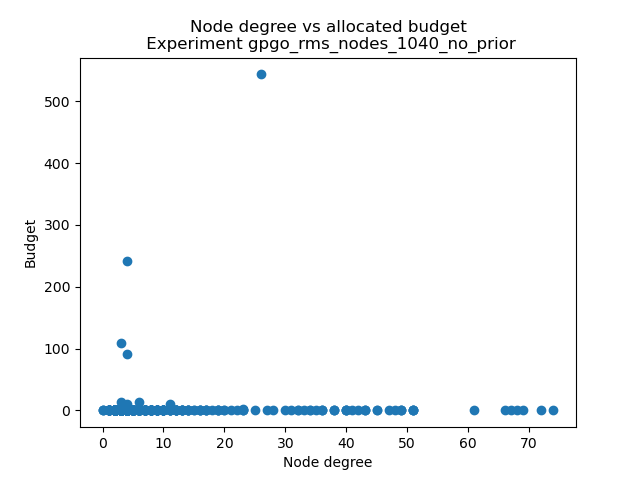 Node degree vs allocated budget
Experiment gpgo_rms_nodes_1040_no_prior
500
400
300
200
100
0
Budget
0 10 20 30 40 50 60 70
Node degree